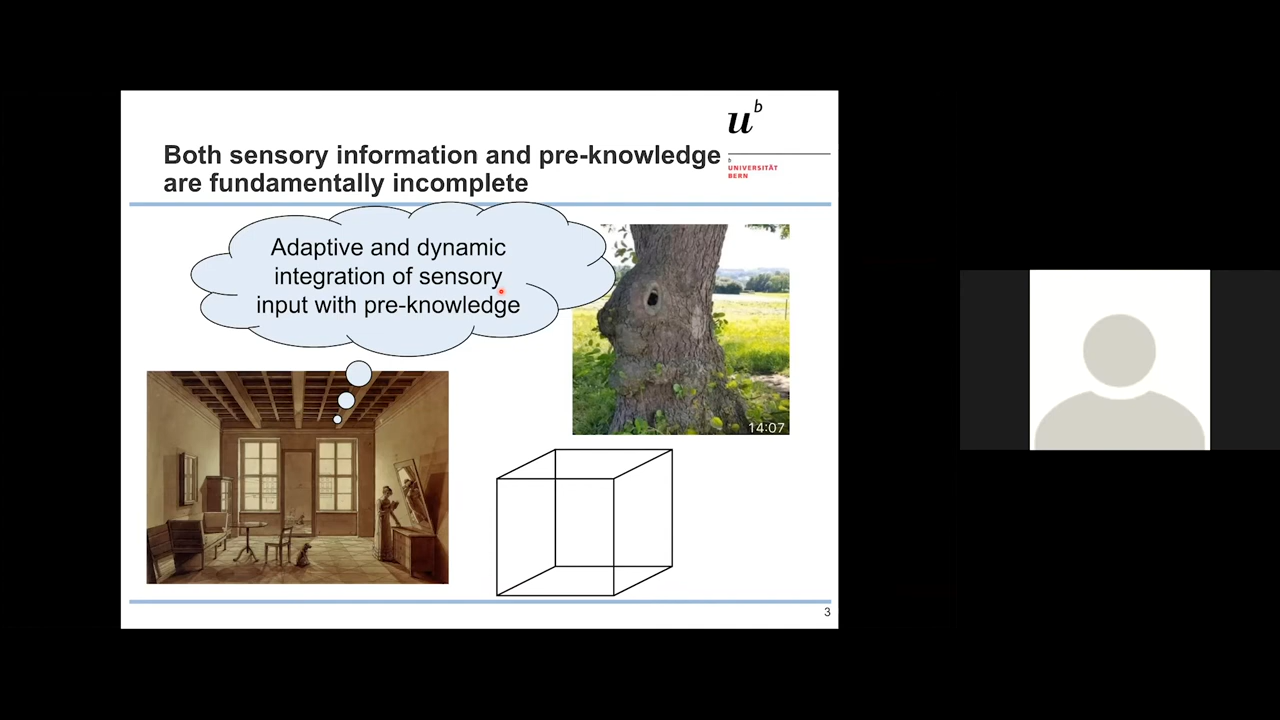 u^b
Both sensory information and pre-knowledge
are fundamentally incomplete
b
UNIVERSITÄT
BERN
Adaptive and dynamic
integration of sensory
input with pre-knowledge
14:07
3